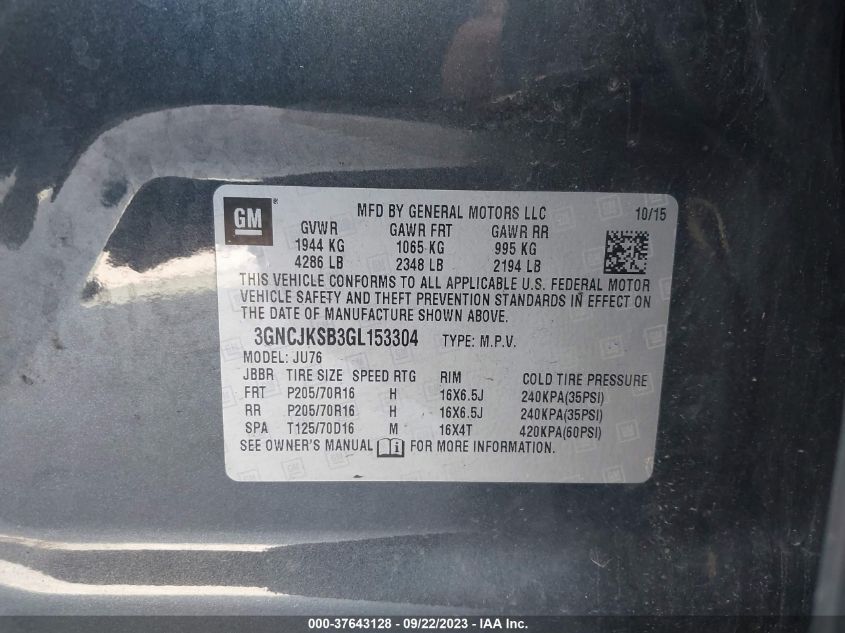 GM ® MFD BY GENERAL MOTORS LLC 10/15
GVWR GAWR FRT GAWR RR
1944 KG 1065 KG 995 KG
4286 LB 2348 LB 2194 LB
THIS VEHICLE CONFORMS TO ALL APPLICABLE U.S. FEDERAL MOTOR
VEHICLE SAFETY AND THEFT PREVENTION STANDARDS IN EFFECT ON
THE DATE OF MANUFACTURE SHOWN ABOVE.
3GNCJKSB3GL153304 TYPE: M.P.V.
MODEL: JU76
JBBR TIRE SIZE SPEED RTG RIM COLD TIRE PRESSURE
FRT P205/70R16 H 16X6.5J 240KPA(35PSI)
RR P205/70R16 H 16X6.5J 240KPA(35PSI)
SPA T125/70D16 M 16X4T 420KPA(60PSI)
SEE OWNER'S MANUAL FOR MORE INFORMATION.
000-37643128 - 09/22/2023 - IAA Inc.